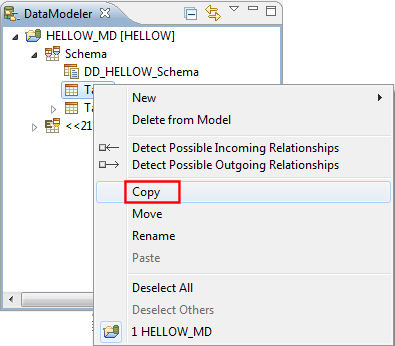 DataModeler
HELLOW_MD [HELLOW]
Schema
DD_HELLOW_Schema
Ta
Ta
<<21
New
Delete from Model
Detect Possible Incoming Relationships
Detect Possible Outgoing Relationships
Copy
Move
Rename
Paste
Deselect All
Deselect Others
1 HELLOW_MD